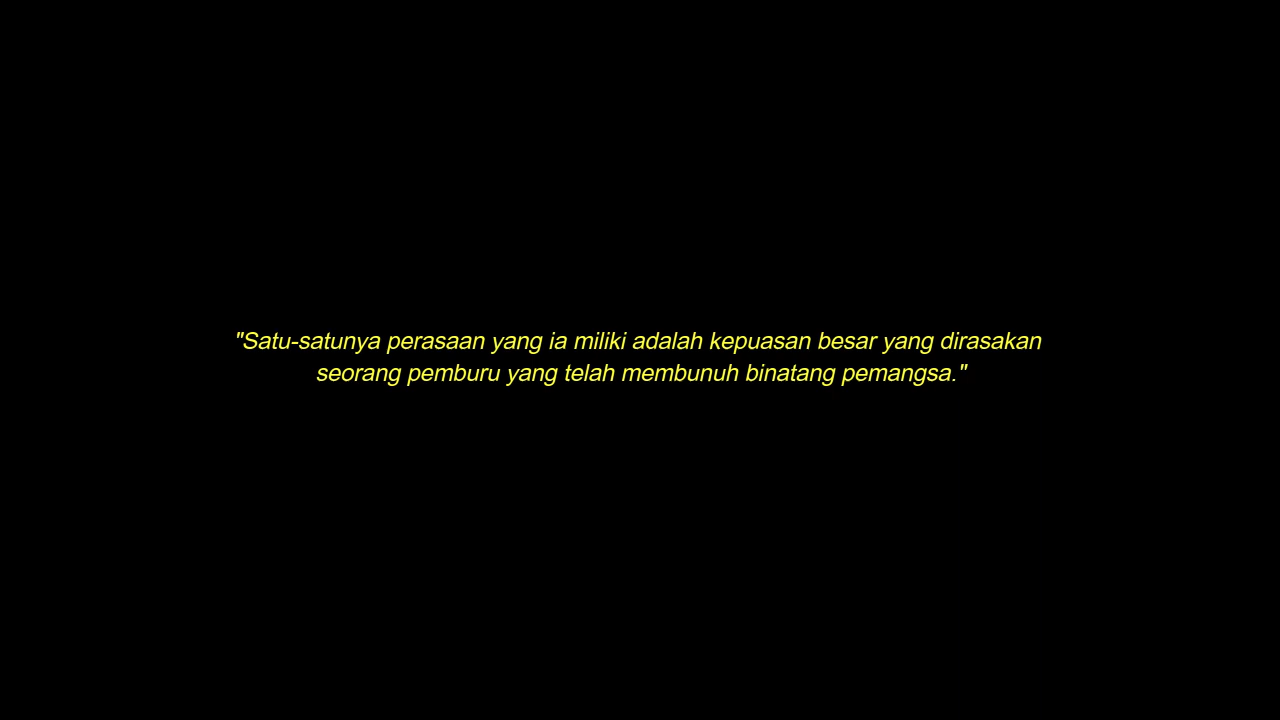 "Satu-satunya perasaan yang ia miliki adalah kepuasan besar yang dirasakan
seorang pemburu yang telah membunuh binatang pemangsa."